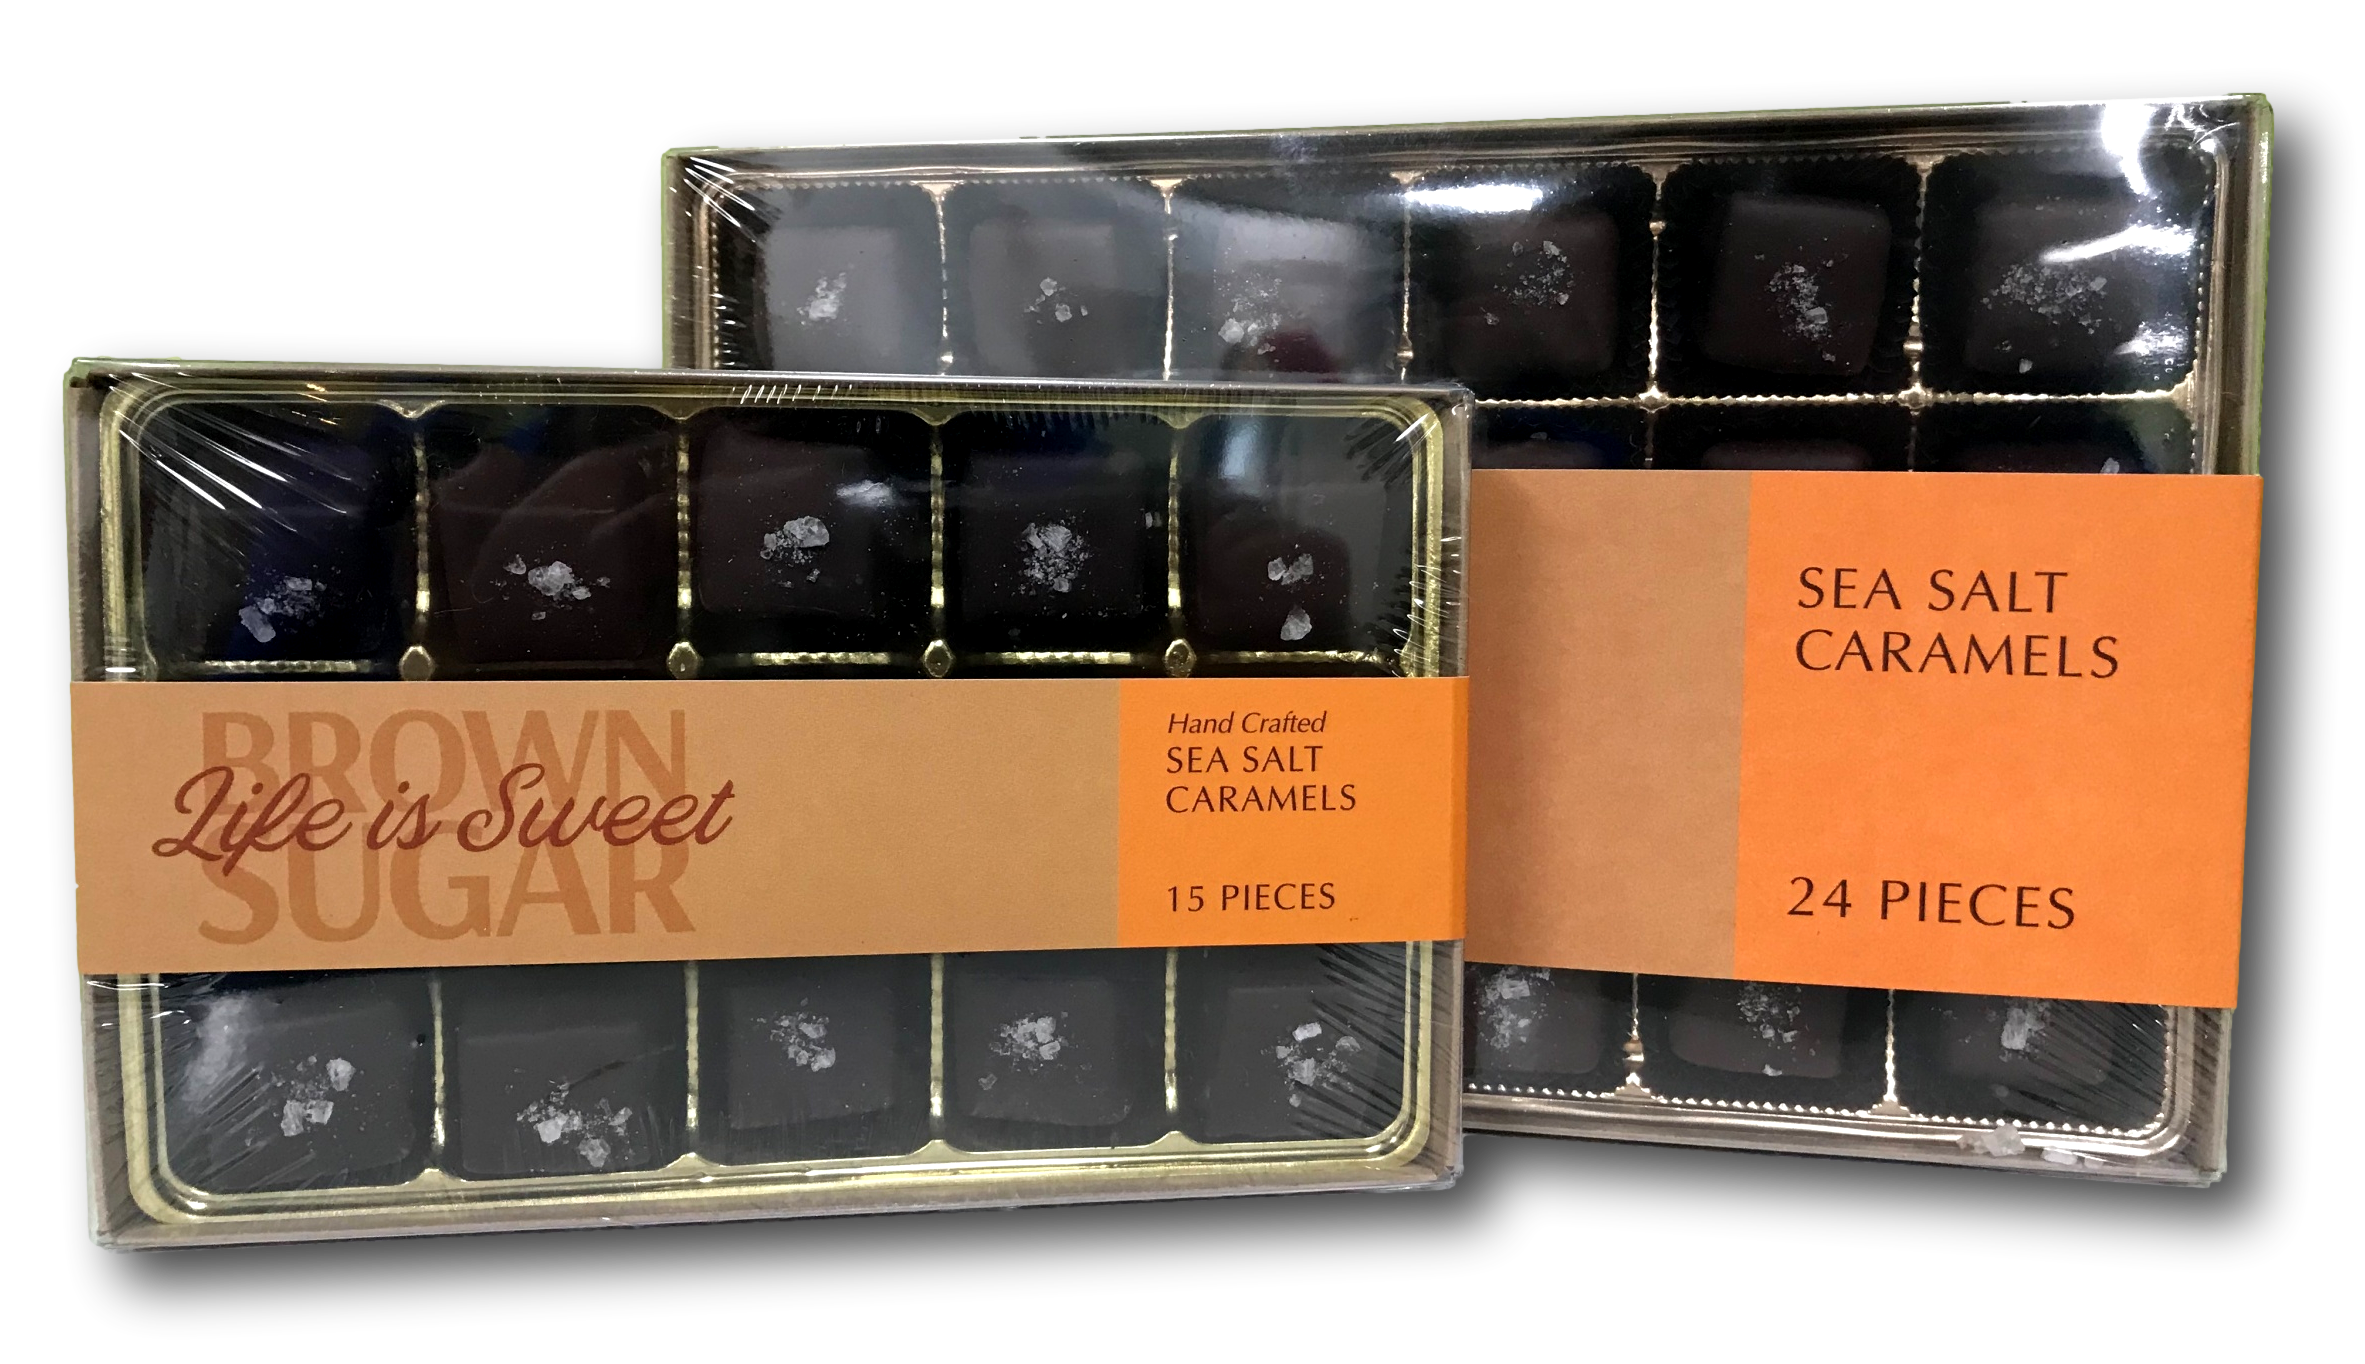 BROWN
Life is Sweet
SUGAR
Hand Crafted
SEA SALT
CARAMELS
15 PIECES
SEA SALT
CARAMELS
24 PIECES